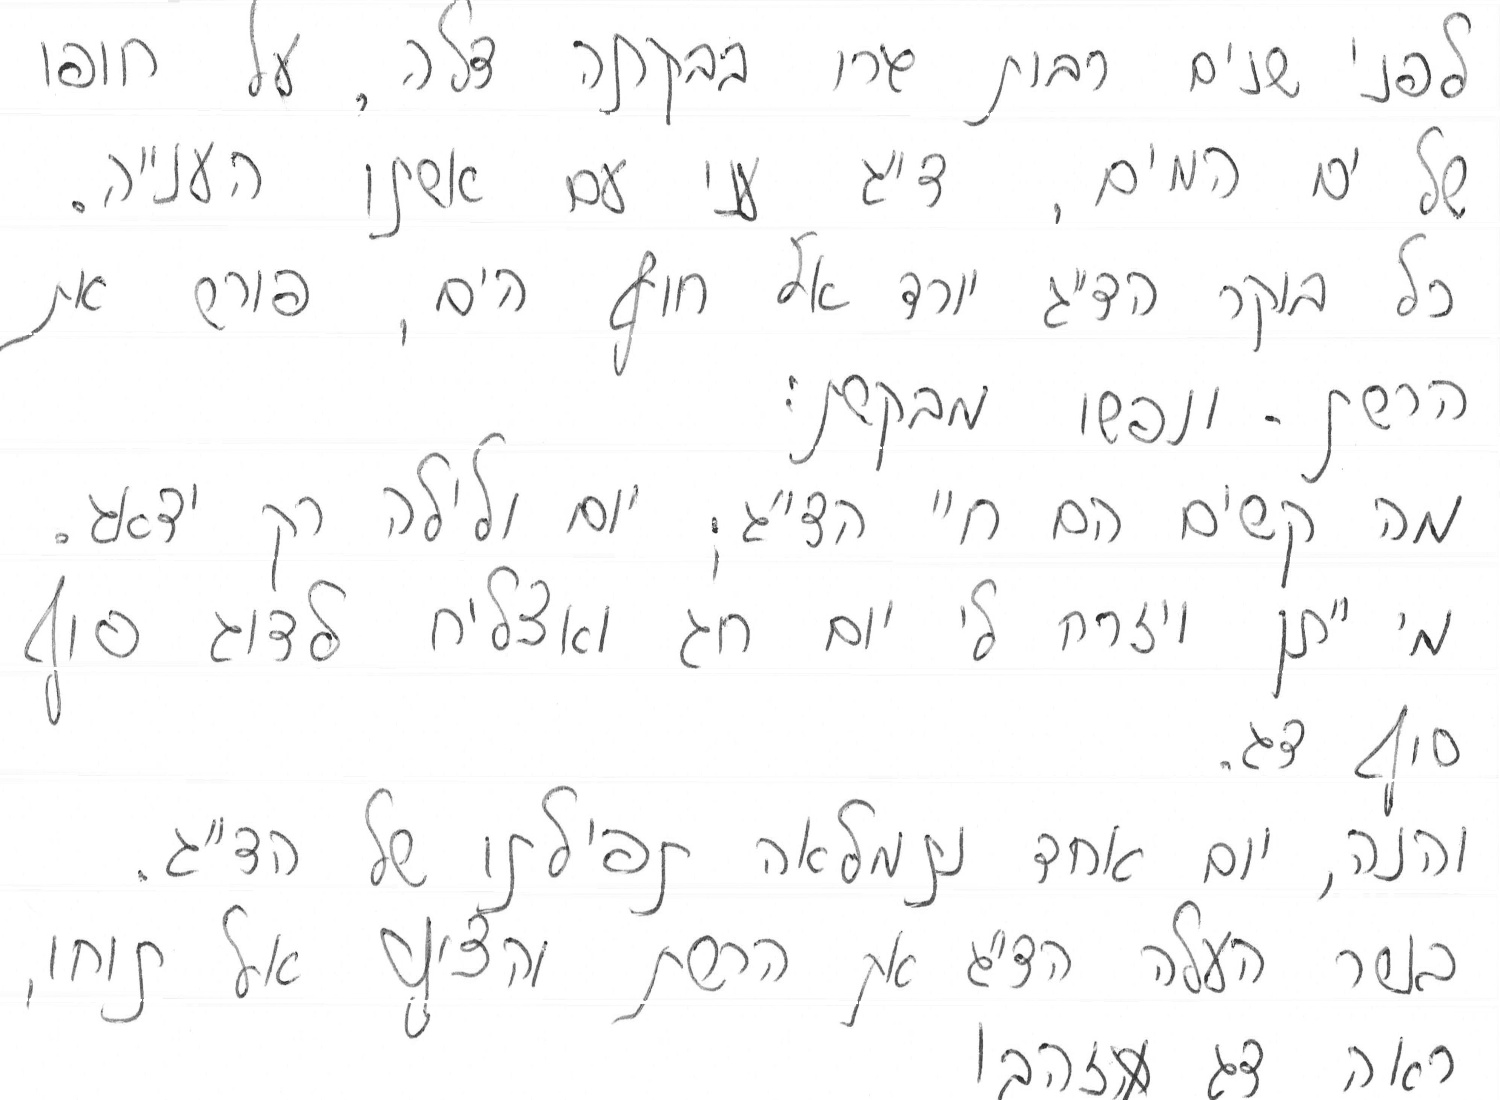 לפני שנים רבות שרו בבקתה דלה, על חופו
של ים המים, דייג עני עם אשתו הענייה.
כל בוקר הדייג יורד אל חוף הים, פורש את
הרשת - ונפשו מבקשת:
מה קשים הם חיי הדייג; יום ולילה רק ידאג.
מי ייתן ויזרח לי יום חג ואצליח לדוג סוף
סוף דג.
והנה, יום אחד נתמלאה תפילתו של הדייג.
כאשר העלה הדייג את הרשת והציץ אל תוחו,
ראה דג זהב!